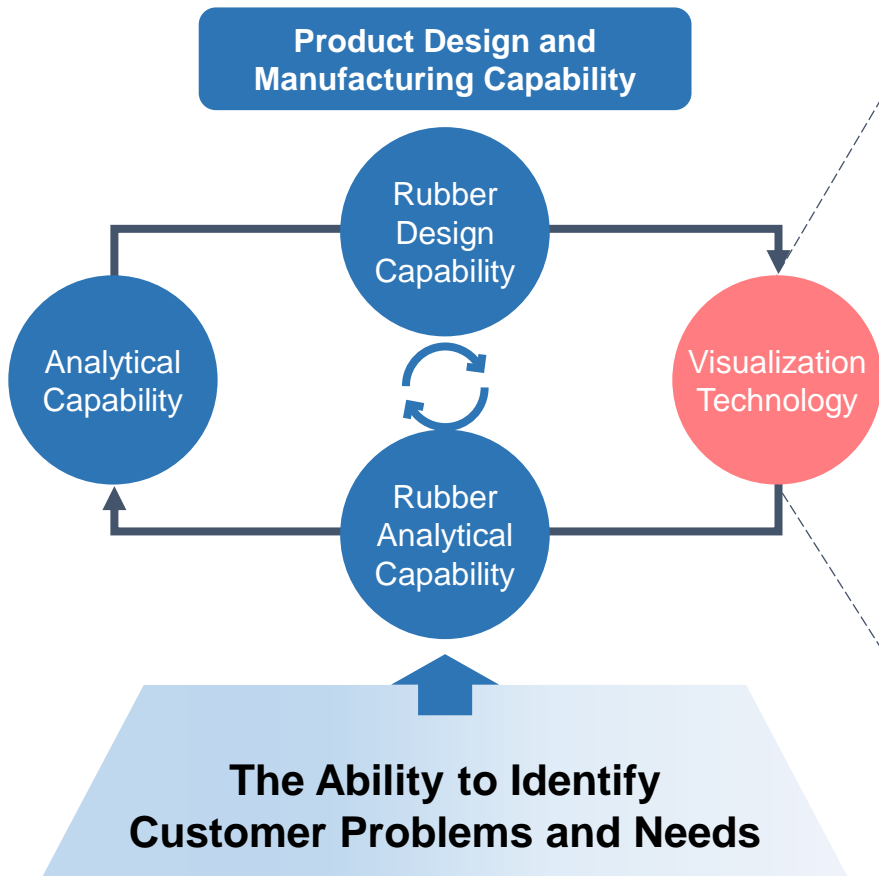 Product Design and
Manufacturing Capability
Rubber
Design
Capability
Analytical
Capability
Visualization
Technology
Rubber
Analytical
Capability
The Ability to Identify
Customer Problems and Needs